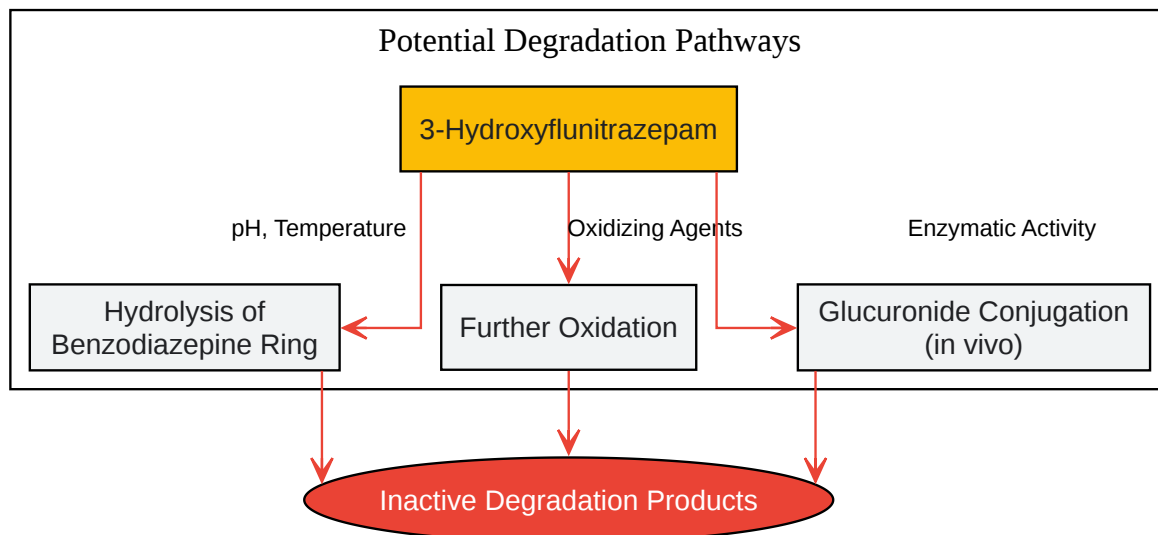 Potential Degradation Pathways
3-Hydroxyflunitrazepam
pH, Temperature
Oxidizing Agents
Enzymatic Activity
Hydrolysis of
Benzodiazepine Ring
Further Oxidation
Glucuronide Conjugation
(in vivo)
Inactive Degradation Products